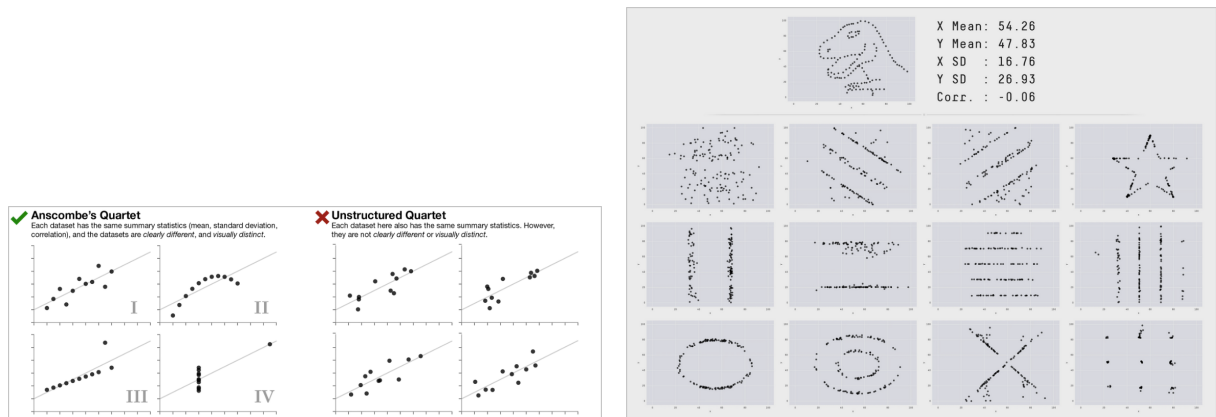 Anscombe's Quartet
Each dataset has the same summary statistics (mean, standard deviation,
correlation), and the datasets are clearly different, and visually distinct.
I
II
III
IV
Unstructured Quartet
Each dataset here also has the same summary statistics. However,
they are not clearly different or visually distinct.
X Mean: 54.26
Y Mean: 47.83
X SD : 16.76
Y SD : 26.93
Corr. : -0.06